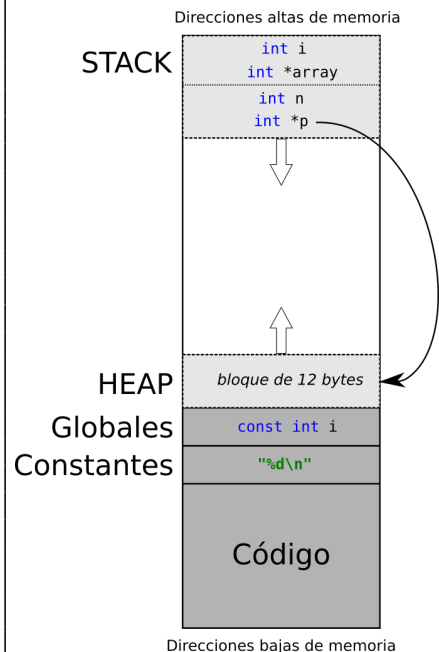 Direcciones altas de memoria
STACK
int i
int *array
int n
int *p
HEAP
bloque de 12 bytes
Globales
const int i
Constantes
"%d\n"
Código
Direcciones bajas de memoria